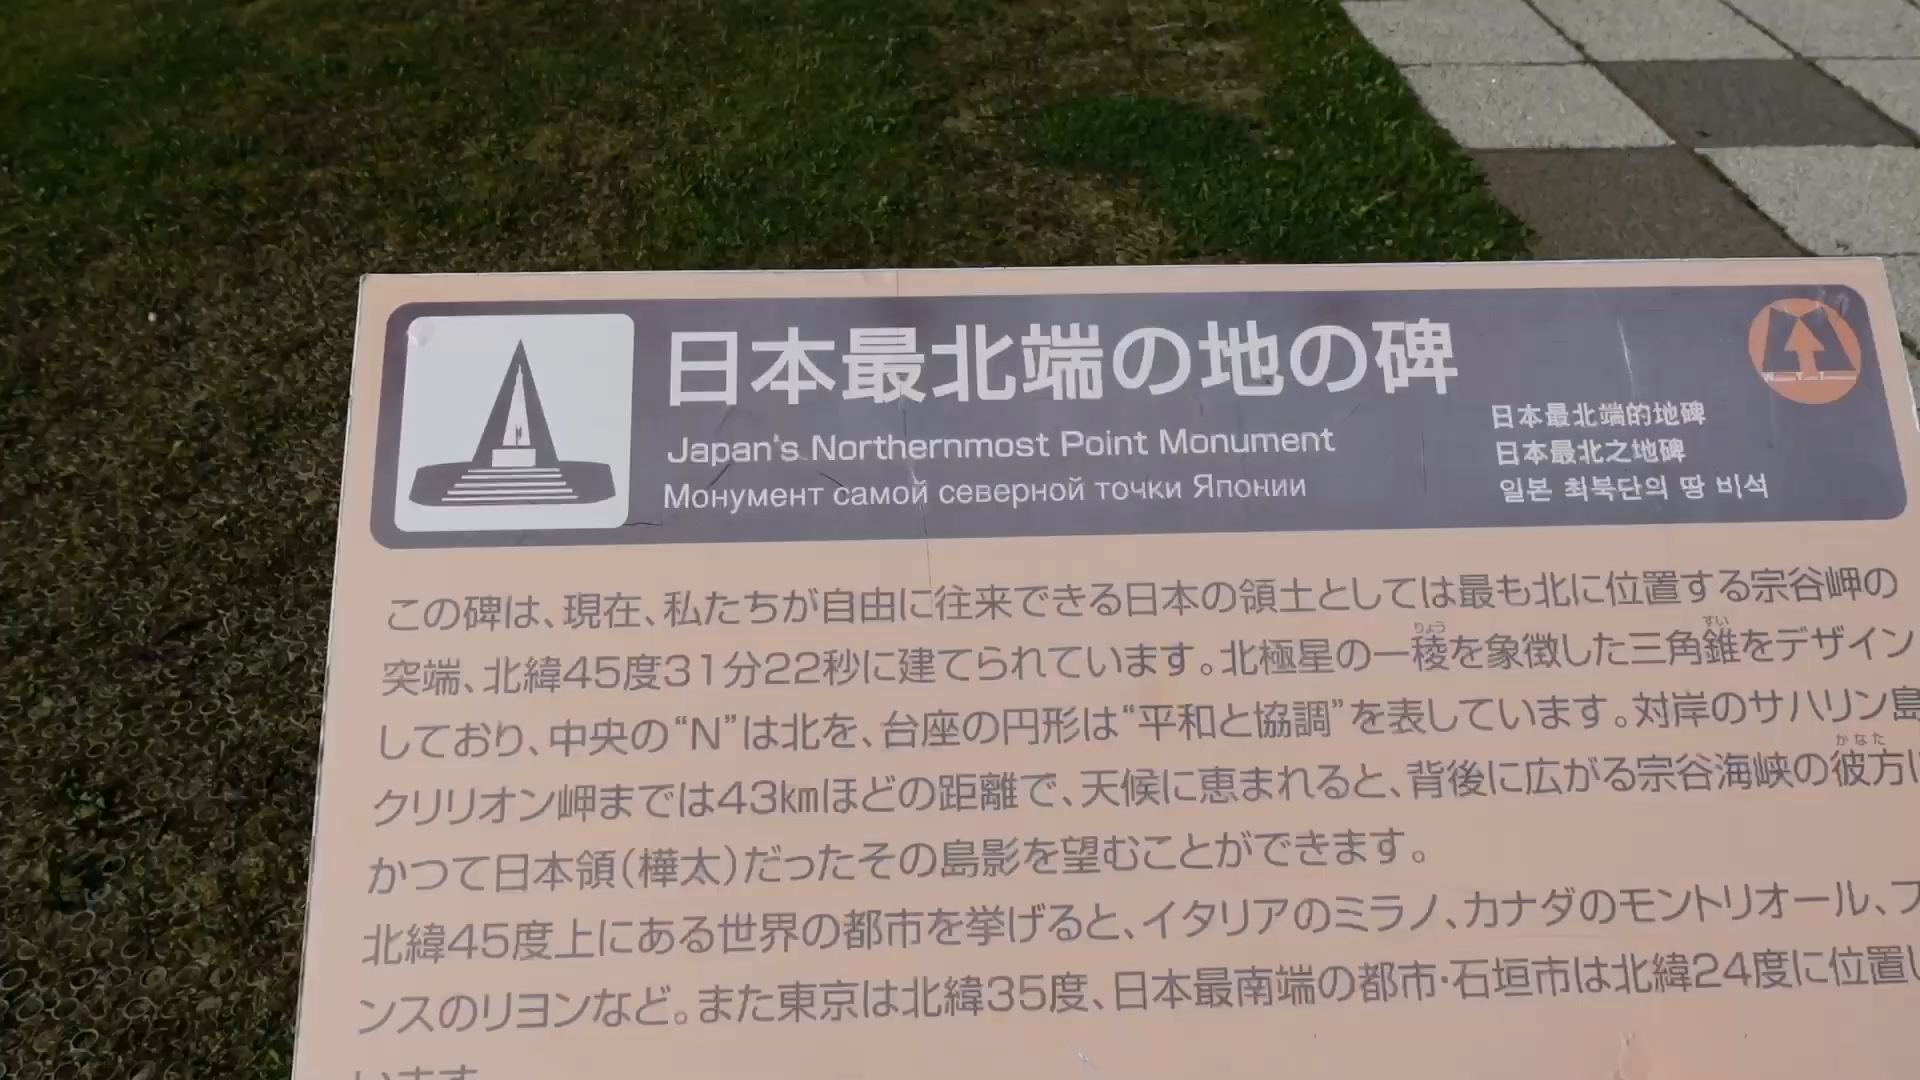 日本最北端の地の碑
Japan's Northernmost Point Monument
Монумент самой северной точки Японии
日本最北端的地碑
日本最北之地碑
일본 최북단의 땅 비석
この碑は、現在、私たちが自由に往来できる日本の領土としては最も北に位置する宗谷岬の
りょう すい
突端、北緯45度31分22秒に建てられています。北極星の一稜を象徴した三角錐をデザイン
しており、中央の“N”は北を、台座の円形は“平和と協調”を表しています。対岸のサハリン島
かなた
クリリオン岬までは43kmほどの距離で、天候に恵まれると、背後に広がる宗谷海峡の彼方に
かつて日本領(樺太)だったその島影を望むことができます。
北緯45度上にある世界の都市を挙げると、イタリアのミラノ、カナダのモントリオール、フ
ンスのリヨンなど。また東京は北緯35度、日本最南端の都市・石垣市は北緯24度に位置し
います